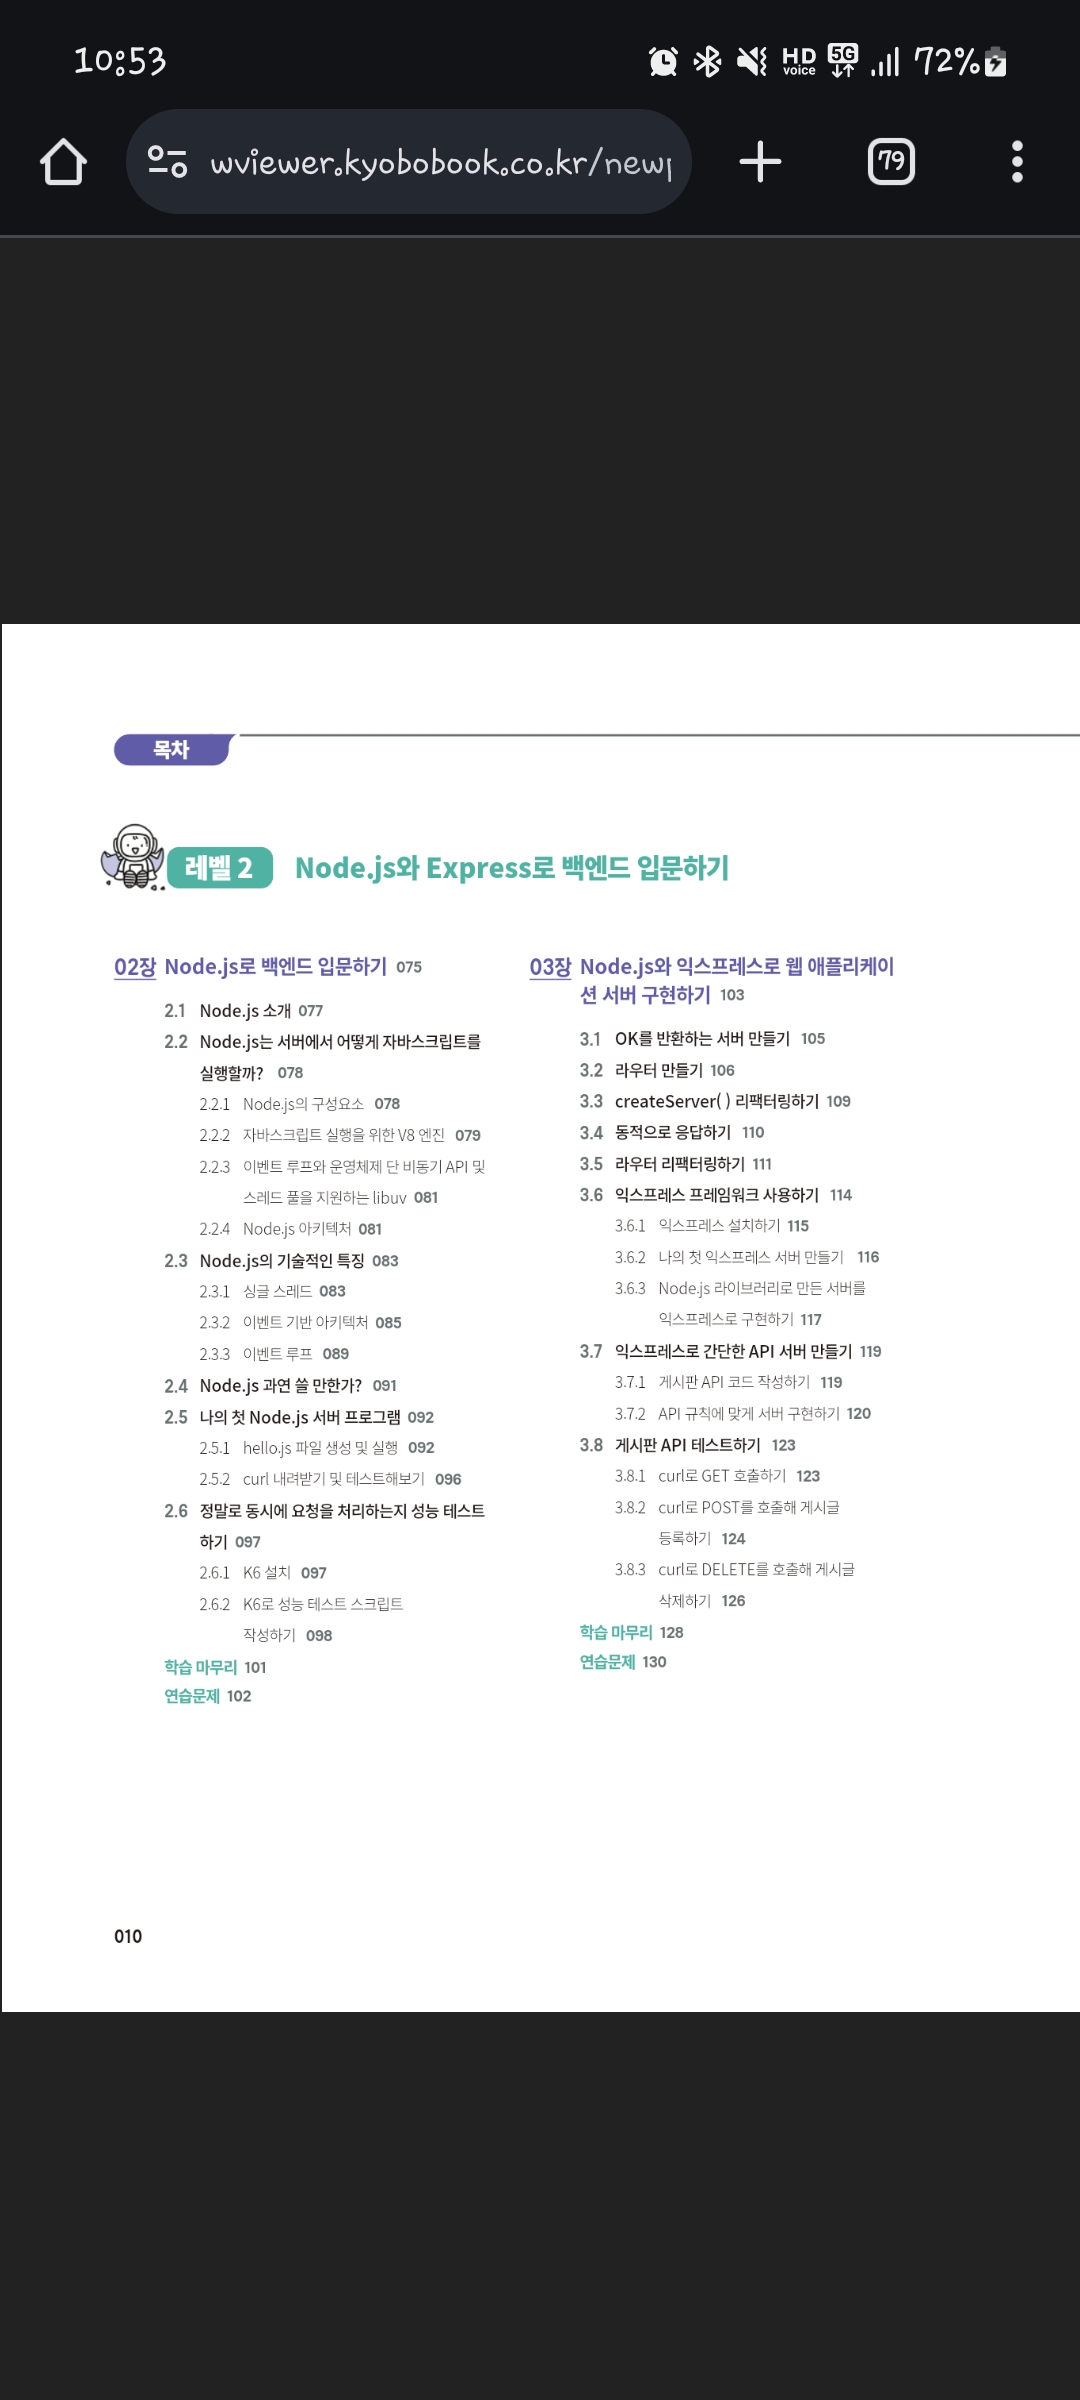 10:53
HD voice 5G 72%
wviewer.kyobobook.co.kr/newp
79
목차
레벨 2 Node.js와 Express로 백엔드 입문하기
02장 Node.js로 백엔드 입문하기 075
2.1 Node.js 소개 077
2.2 Node.js는 서버에서 어떻게 자바스크립트를
실행할까? 078
2.2.1 Node.js의 구성요소 078
2.2.2 자바스크립트 실행을 위한 V8 엔진 079
2.2.3 이벤트 루프와 운영체제 단 비동기 API 및
스레드 풀을 지원하는 libuv 081
2.2.4 Node.js 아키텍처 081
2.3 Node.js의 기술적인 특징 083
2.3.1 싱글 스레드 083
2.3.2 이벤트 기반 아키텍처 085
2.3.3 이벤트 루프 089
2.4 Node.js 과연 쓸 만한가? 091
2.5 나의 첫 Node.js 서버 프로그램 092
2.5.1 hello.js 파일 생성 및 실행 092
2.5.2 curl 내려받기 및 테스트해보기 096
2.6 정말로 동시에 요청을 처리하는지 성능 테스트
하기 097
2.6.1 K6 설치 097
2.6.2 K6로 성능 테스트 스크립트
작성하기 098
학습 마무리 101
연습문제 102
03장 Node.js와 익스프레스로 웹 애플리케이
션 서버 구현하기 103
3.1 OK를 반환하는 서버 만들기 105
3.2 라우터 만들기 106
3.3 createServer( ) 리팩터링하기 109
3.4 동적으로 응답하기 110
3.5 라우터 리팩터링하기 111
3.6 익스프레스 프레임워크 사용하기 114
3.6.1 익스프레스 설치하기 115
3.6.2 나의 첫 익스프레스 서버 만들기 116
3.6.3 Node.js 라이브러리로 만든 서버를
익스프레스로 구현하기 117
3.7 익스프레스로 간단한 API 서버 만들기 119
3.7.1 게시판 API 코드 작성하기 119
3.7.2 API 규칙에 맞게 서버 구현하기 120
3.8 게시판 API 테스트하기 123
3.8.1 curl로 GET 호출하기 123
3.8.2 curl로 POST를 호출해 게시글
등록하기 124
3.8.3 curl로 DELETE를 호출해 게시글
삭제하기 126
학습 마무리 128
연습문제 130
010